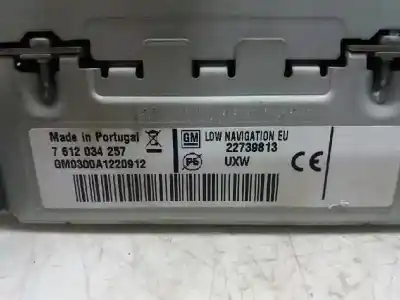 Made in Portugal
7 612 034 257
GM0300A1220912
GM
LOW NAVIGATION EU
22739813
UXW
CE